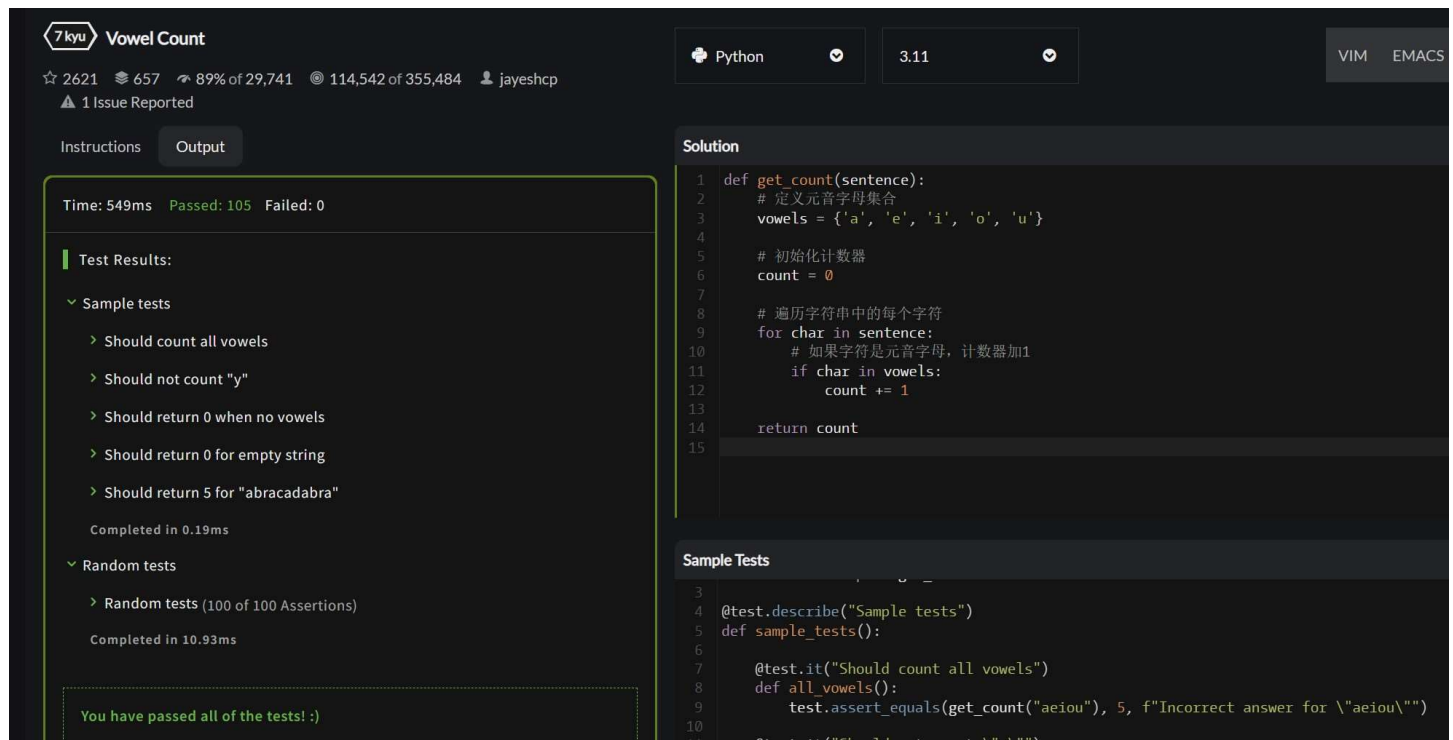 7 kyu Vowel Count
2621 657 89% of 29,741 114,542 of 355,484 jayeshcp
1 Issue Reported
Instructions Output
Time: 549ms Passed: 105 Failed: 0
Test Results:
Sample tests
Should count all vowels
Should not count "y"
Should return 0 when no vowels
Should return 0 for empty string
Should return 5 for "abracadabra"
Completed in 0.19ms
Random tests
Random tests (100 of 100 Assertions)
Completed in 10.93ms
You have passed all of the tests! :)
Python 3.11 VIM EMACS
Solution
1 def get_count(sentence):
2 # 定义元音字母集合
3 vowels = {'a', 'e', 'i', 'o', 'u'}
4
5 # 初始化计数器
6 count = 0
7
8 # 遍历字符串中的每个字符
9 for char in sentence:
10 # 如果字符是元音字母，计数器加1
11 if char in vowels:
12 count += 1
13
14 return count
15
Sample Tests
3
4 @test.describe("Sample tests")
5 def sample_tests():
6
7 @test.it("Should count all vowels")
8 def all_vowels():
9 test.assert_equals(get_count("aeiou"), 5, f"Incorrect answer for \"aeiou\"")
10